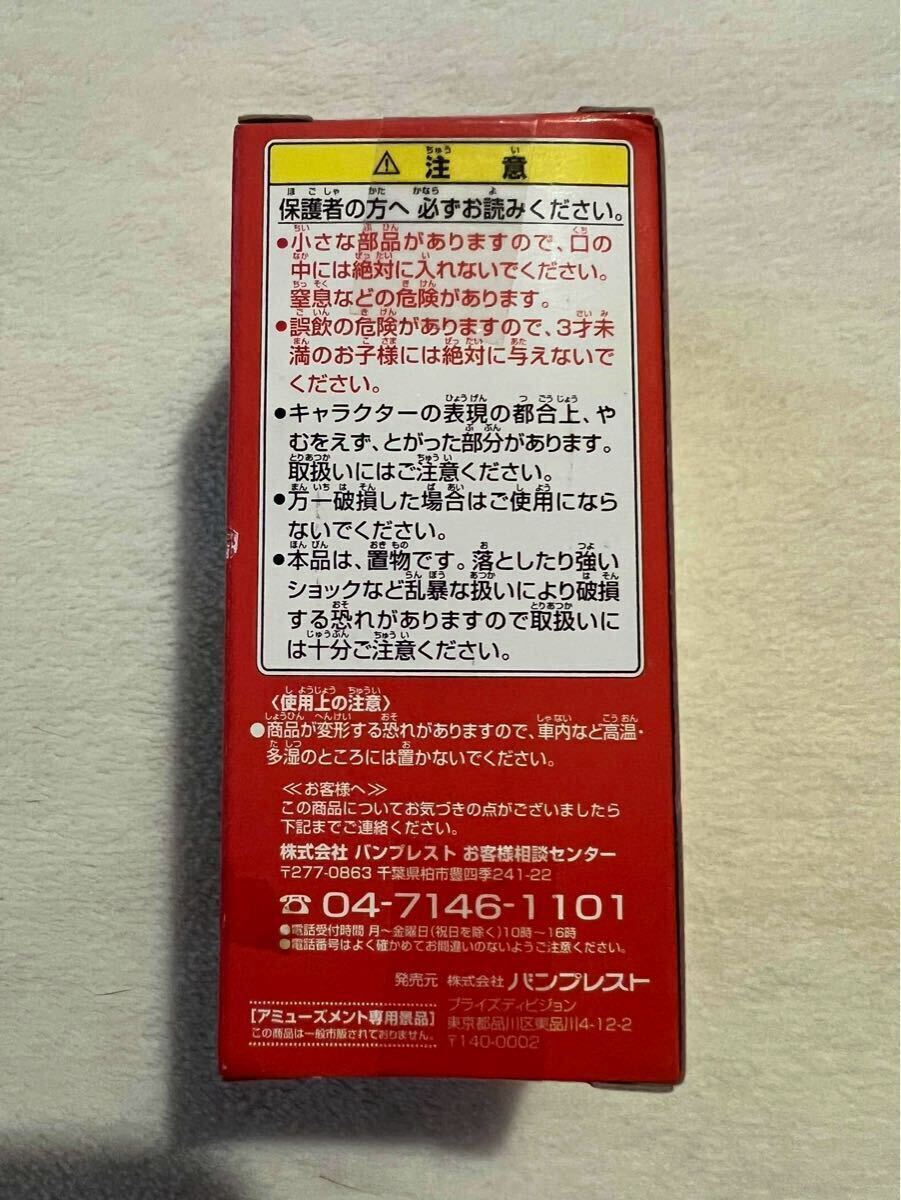 ⚠ 注意
保護者の方へ 必ずお読みください。
●小さな部品がありますので、口の
中には絶対に入れないでください。
窒息などの危険があります。
●誤飲の危険がありますので、3才未
満のお子様には絶対に与えないで
ください。
●キャラクターの表現の都合上、や
むをえず、とがった部分があります。
取扱いにはご注意ください。
●万一破損した場合はご使用になら
ないでください。
●本品は、置物です。落としたり強い
ショックなど乱暴な扱いにより破損
する恐れがありますので取扱いに
は十分ご注意ください。
〈使用上の注意〉
●商品が変形する恐れがありますので、車内など高温・
多湿のところには置かないでください。
≪お客様へ≫
この商品についてお気づきの点がございましたら
下記までご連絡ください。
株式会社 バンプレスト お客様相談センター
〒277-0863 千葉県柏市豊四季241-22
☎ 04-7146-1101
●電話受付時間 月〜金曜日(祝日を除く)10時〜16時
●電話番号はよく確かめてお間違いのないようご注意ください。
発売元 株式会社 バンプレスト
プライズディビジョン
東京都品川区東品川4-12-2
〒140-0002
[アミューズメント専用景品]
この商品は一般市販されておりません。